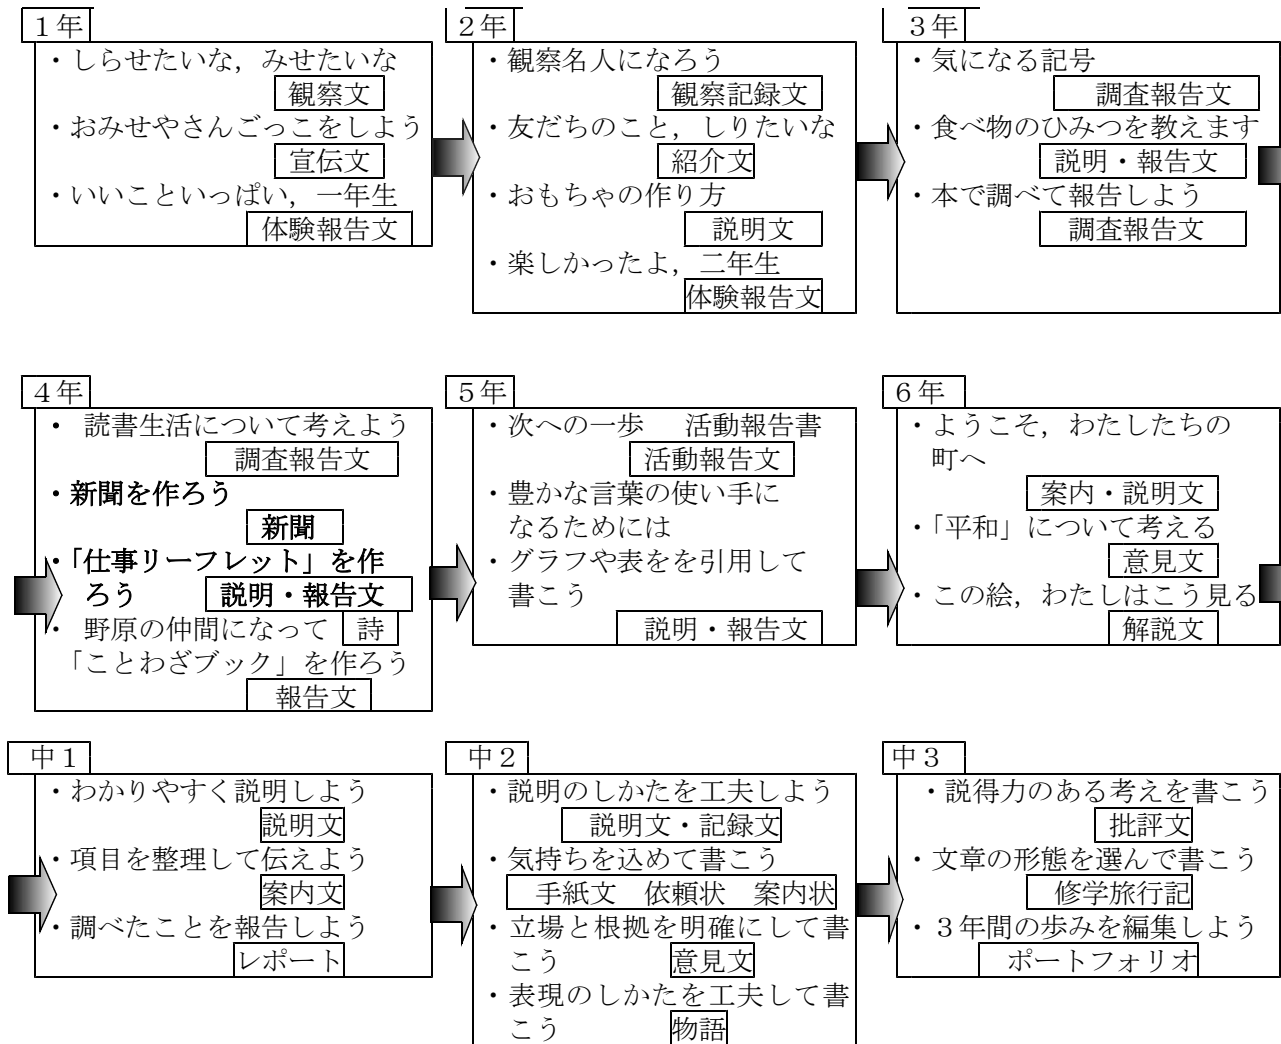 １年
・しらせたいな，みせたいな
観察文
・おみせやさんごっこをしよう
宣伝文
・いいこといっぱい，一年生
体験報告文
２年
・観察名人になろう
観察記録文
・友だちのこと，しりたいな
紹介文
・おもちゃの作り方
説明文
・楽しかったよ，二年生
体験報告文
３年
・気になる記号
調査報告文
・食べ物のひみつを教えます
説明・報告文
・本で調べて報告しよう
調査報告文
４年
・ 読書生活について考えよう
調査報告文
・新聞を作ろう
新聞
・「仕事リーフレット」を作
ろう 説明・報告文
・ 野原の仲間になって 詩
「ことわざブック」を作ろう
報告文
５年
・次への一歩 活動報告書
活動報告文
・豊かな言葉の使い手に
なるためには
・グラフや表をを引用して
書こう
説明・報告文
６年
・ようこそ，わたしたちの
町へ
案内・説明文
・「平和」について考える
意見文
・この絵，わたしはこう見る
解説文
中１
・わかりやすく説明しよう
説明文
・項目を整理して伝えよう
案内文
・調べたことを報告しよう
レポート
中２
・説明のしかたを工夫しよう
説明文・記録文
・気持ちを込めて書こう
手紙文 依頼状 案内状
・立場と根拠を明確にして書
こう 意見文
・表現のしかたを工夫して書
こう 物語
中３
・説得力のある考えを書こう
批評文
・文章の形態を選んで書こう
修学旅行記
・３年間の歩みを編集しよう
ポートフォリオ